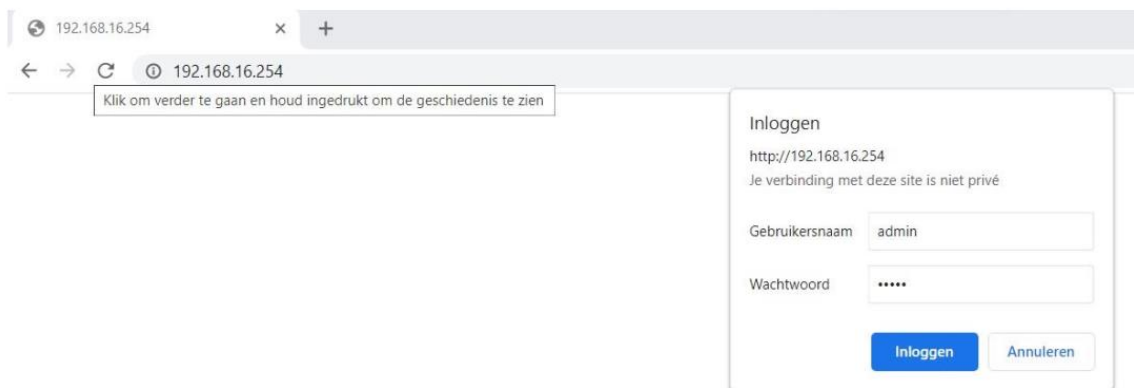 192.168.16.254
192.168.16.254
Klik om verder te gaan en houd ingedrukt om de geschiedenis te zien
Inloggen
http://192.168.16.254
Je verbinding met deze site is niet privé
Gebruikersnaam admin
Wachtwoord •••••
Inloggen Annuleren